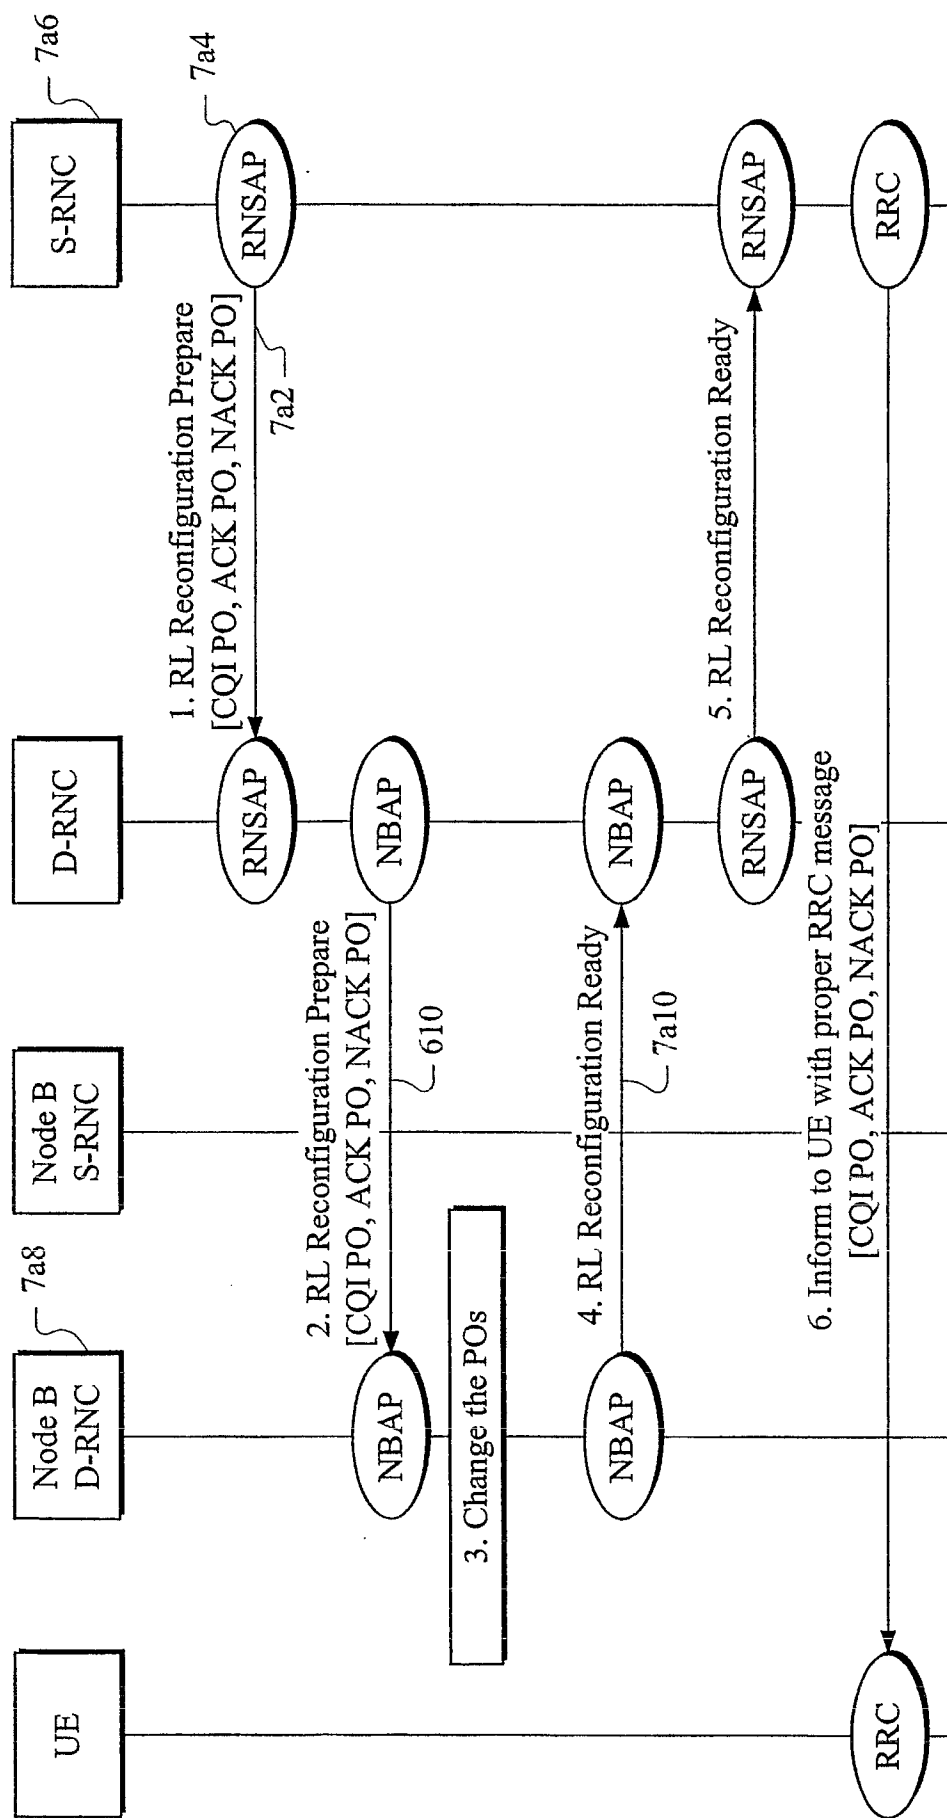 UE
Node B
D-RNC
7a8
Node B
S-RNC
D-RNC
S-RNC
7a6
1. RL Reconfiguration Prepare
[CQI PO, ACK PO, NACK PO]
RNSAP
RNSAP
7a4
7a2
2. RL Reconfiguration Prepare
[CQI PO, ACK PO, NACK PO]
NBAP
NBAP
610
3. Change the POs
4. RL Reconfiguration Ready
NBAP
NBAP
7a10
5. RL Reconfiguration Ready
RNSAP
RNSAP
6. Inform to UE with proper RRC message
[CQI PO, ACK PO, NACK PO]
RRC
RRC